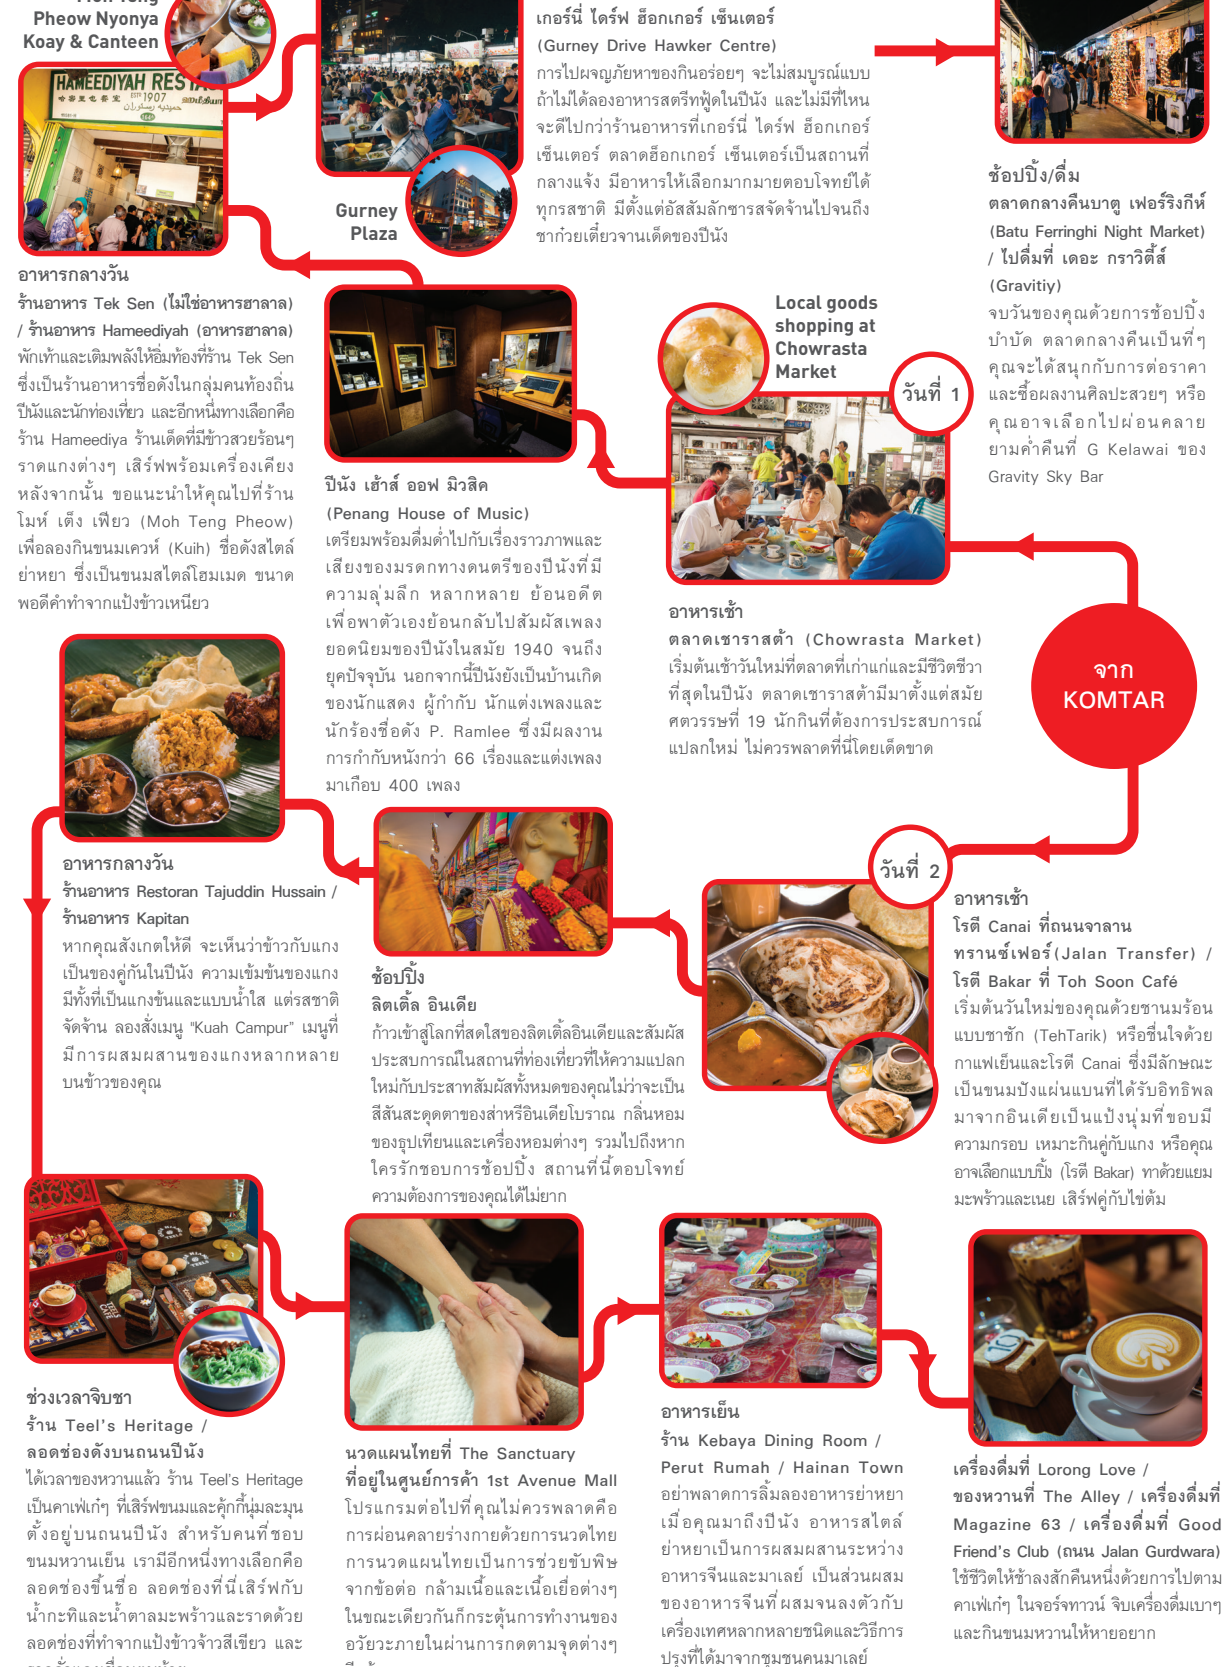 Pheow Nyonya
Koay & Canteen
HAMEEDIYAH RES
ESTD 1907
เกอร์นี่ ไดร์ฟ ฮ็อกเกอร์ เซ็นเตอร์
(Gurney Drive Hawker Centre)
การไปผจญภัยหาของกินอร่อยๆ จะไม่สมบูรณ์แบบ
ถ้าไม่ได้ลองอาหารสตรีทฟู้ดในปีนัง และไม่มีที่ไหน
จะดีไปกว่าร้านอาหารที่เกอร์นี่ ไดร์ฟ ฮ็อกเกอร์
เซ็นเตอร์ ตลาดฮ็อกเกอร์ เซ็นเตอร์เป็นสถานที่
กลางแจ้ง มีอาหารให้เลือกมากมายตอบโจทย์ได้
ทุกรสชาติ มีตั้งแต่อัสสัมลักซารสจัดจ้านไปจนถึง
ชาก๋วยเตี๋ยวจานเด็ดของปีนัง
Gurney
Plaza
ช้อปปิ้ง/ดื่ม
ตลาดกลางคืนบาตู เฟอร์ริงกีห์
(Batu Ferringhi Night Market)
/ ไปดื่มที่ เดอะ กราวิตี้ส์
(Gravitiy)
จบวันของคุณด้วยการช้อปปิ้ง
บำบัด ตลาดกลางคืนเป็นที่ๆ
คุณจะได้สนุกกับการต่อราคา
และซื้อผลงานศิลปะสวยๆ หรือ
คุณอาจเลือกไปผ่อนคลาย
ยามค่ำคืนที่ G Kelawai ของ
Gravity Sky Bar
อาหารกลางวัน
ร้านอาหาร Tek Sen (ไม่ใช่อาหารฮาลาล)
/ ร้านอาหาร Hameediyah (อาหารฮาลาล)
พักเท้าและเติมพลังให้อิ่มท้องที่ร้าน Tek Sen
ซึ่งเป็นร้านอาหารชื่อดังในกลุ่มคนท้องถิ่น
ปีนังและนักท่องเที่ยว และอีกหนึ่งทางเลือกคือ
ร้าน Hameediya ร้านเด็ดที่มีข้าวสวยร้อนๆ
ราดแกงต่างๆ เสิร์ฟพร้อมเครื่องเคียง
หลังจากนั้น ขอแนะนำให้คุณไปที่ร้าน
โมห์ เต็ง เฟียว (Moh Teng Pheow)
เพื่อลองกินขนมเควห์ (Kuih) ชื่อดังสไตล์
ย่าหยา ซึ่งเป็นขนมสไตล์โฮมเมด ขนาด
พอดีคำทำจากแป้งข้าวเหนียว
ปีนัง เฮ้าส์ ออฟ มิวสิค
(Penang House of Music)
เตรียมพร้อมดื่มด่ำไปกับเรื่องราวภาพและ
เสียงของมรดกทางดนตรีของปีนังที่มี
ความลุ่มลึก หลากหลาย ย้อนอดีต
เพื่อพาตัวเองย้อนกลับไปสัมผัสเพลง
ยอดนิยมของปีนังในสมัย 1940 จนถึง
ยุคปัจจุบัน นอกจากนี้ปีนังยังเป็นบ้านเกิด
ของนักแสดง ผู้กำกับ นักแต่งเพลงและ
นักร้องชื่อดัง P. Ramlee ซึ่งมีผลงาน
การกำกับหนังกว่า 66 เรื่องและแต่งเพลง
มาเกือบ 400 เพลง
Local goods
shopping at
Chowrasta
Market
วันที่ 1
อาหารเช้า
ตลาดเชาราสต้า (Chowrasta Market)
เริ่มต้นเช้าวันใหม่ที่ตลาดที่เก่าแก่และมีชีวิตชีวา
ที่สุดในปีนัง ตลาดเชาราสต้ามีมาตั้งแต่สมัย
ศตวรรษที่ 19 นักกินที่ต้องการประสบการณ์
แปลกใหม่ ไม่ควรพลาดที่นี่โดยเด็ดขาด
จาก
KOMTAR
วันที่ 2
อาหารเช้า
โรตี Canai ที่ถนนจาลาน
ทรานซ์เฟอร์(Jalan Transfer) /
โรตี Bakar ที่ Toh Soon Café
เริ่มต้นวันใหม่ของคุณด้วยชานมร้อน
แบบชาชัก (TehTarik) หรือชื่นใจด้วย
กาแฟเย็นและโรตี Canai ซึ่งมีลักษณะ
เป็นขนมปังแผ่นแบนที่ได้รับอิทธิพล
มาจากอินเดียเป็นแป้งนุ่มที่ขอบมี
ความกรอบ เหมาะกินคู่กับแกง หรือคุณ
อาจเลือกแบบปิ้ง (โรตี Bakar) ทาด้วยแยม
มะพร้าวและเนย เสิร์ฟคู่กับไข่ต้ม
อาหารกลางวัน
ร้านอาหาร Restoran Tajuddin Hussain /
ร้านอาหาร Kapitan
หากคุณสังเกตให้ดี จะเห็นว่าข้าวกับแกง
เป็นของคู่กันในปีนัง ความเข้มข้นของแกง
มีทั้งที่เป็นแกงข้นและแบบน้ำใส แต่รสชาติ
จัดจ้าน ลองสั่งเมนู “Kuah Campur” เมนูที่
มีการผสมผสานของแกงหลากหลาย
บนข้าวของคุณ
ช้อปปิ้ง
ลิตเติ้ล อินเดีย
ก้าวเข้าสู่โลกที่สดใสของลิตเติ้ลอินเดียและสัมผัส
ประสบการณ์ในสถานที่ท่องเที่ยวที่ให้ความแปลก
ใหม่กับประสาทสัมผัสทั้งหมดของคุณไม่ว่าจะเป็น
สีสันสะดุดตาของส่าหรีอินเดียโบราณ กลิ่นหอม
ของธูปเทียนและเครื่องหอมต่างๆ รวมไปถึงหาก
ใครรักชอบการช้อปปิ้ง สถานที่นี้ตอบโจทย์
ความต้องการของคุณได้ไม่ยาก
ช่วงเวลาจิบชา
ร้าน Teel's Heritage /
ลอดช่องดังบนถนนปีนัง
ได้เวลาของหวานแล้ว ร้าน Teel's Heritage
เป็นคาเฟ่เก๋ๆ ที่เสิร์ฟขนมและคุ้กกี้นุ่มละมุน
ตั้งอยู่บนถนนปีนัง สำหรับคนที่ชอบ
ขนมหวานเย็น เรามีอีกหนึ่งทางเลือกคือ
ลอดช่องขึ้นชื่อ ลอดช่องที่นี่เสิร์ฟกับ
น้ำกะทิและน้ำตาลมะพร้าวและราดด้วย
ลอดช่องที่ทำจากแป้งข้าวจ้าวสีเขียว และ
นวดแผนไทยที่ The Sanctuary
ที่อยู่ในศูนย์การค้า 1st Avenue Mall
โปรแกรมต่อไปที่คุณไม่ควรพลาดคือ
การผ่อนคลายร่างกายด้วยการนวดไทย
การนวดแผนไทยเป็นการช่วยขับพิษ
จากข้อต่อ กล้ามเนื้อและเนื้อเยื่อต่างๆ
ในขณะเดียวกันก็กระตุ้นการทำงานของ
อวัยวะภายในผ่านการกดตามจุดต่างๆ
อาหารเย็น
ร้าน Kebaya Dining Room /
Perut Rumah / Hainan Town
อย่าพลาดการลิ้มลองอาหารย่าหยา
เมื่อคุณมาถึงปีนัง อาหารสไตล์
ย่าหยาเป็นการผสมผสานระหว่าง
อาหารจีนและมาเลย์ เป็นส่วนผสม
ของอาหารจีนที่ผสมจนลงตัวกับ
เครื่องเทศหลากหลายชนิดและวิธีการ
ปรุงที่ได้มาจากชุมชนคนมาเลย์
เครื่องดื่มที่ Lorong Love /
ของหวานที่ The Alley / เครื่องดื่มที่
Magazine 63 / เครื่องดื่มที่ Good
Friend's Club (ถนน Jalan Gurdwara)
ใช้ชีวิตให้ช้าลงสักคืนหนึ่งด้วยการไปตาม
คาเฟ่เก๋ๆ ในจอร์จทาวน์ จิบเครื่องดื่มเบาๆ
และกินขนมหวานให้หายอยาก